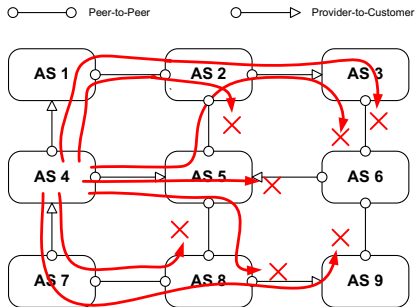 Peer-to-Peer Provider-to-Customer
AS 1 AS 2 AS 3
AS 4 AS 5 AS 6
AS 7 AS 8 AS 9